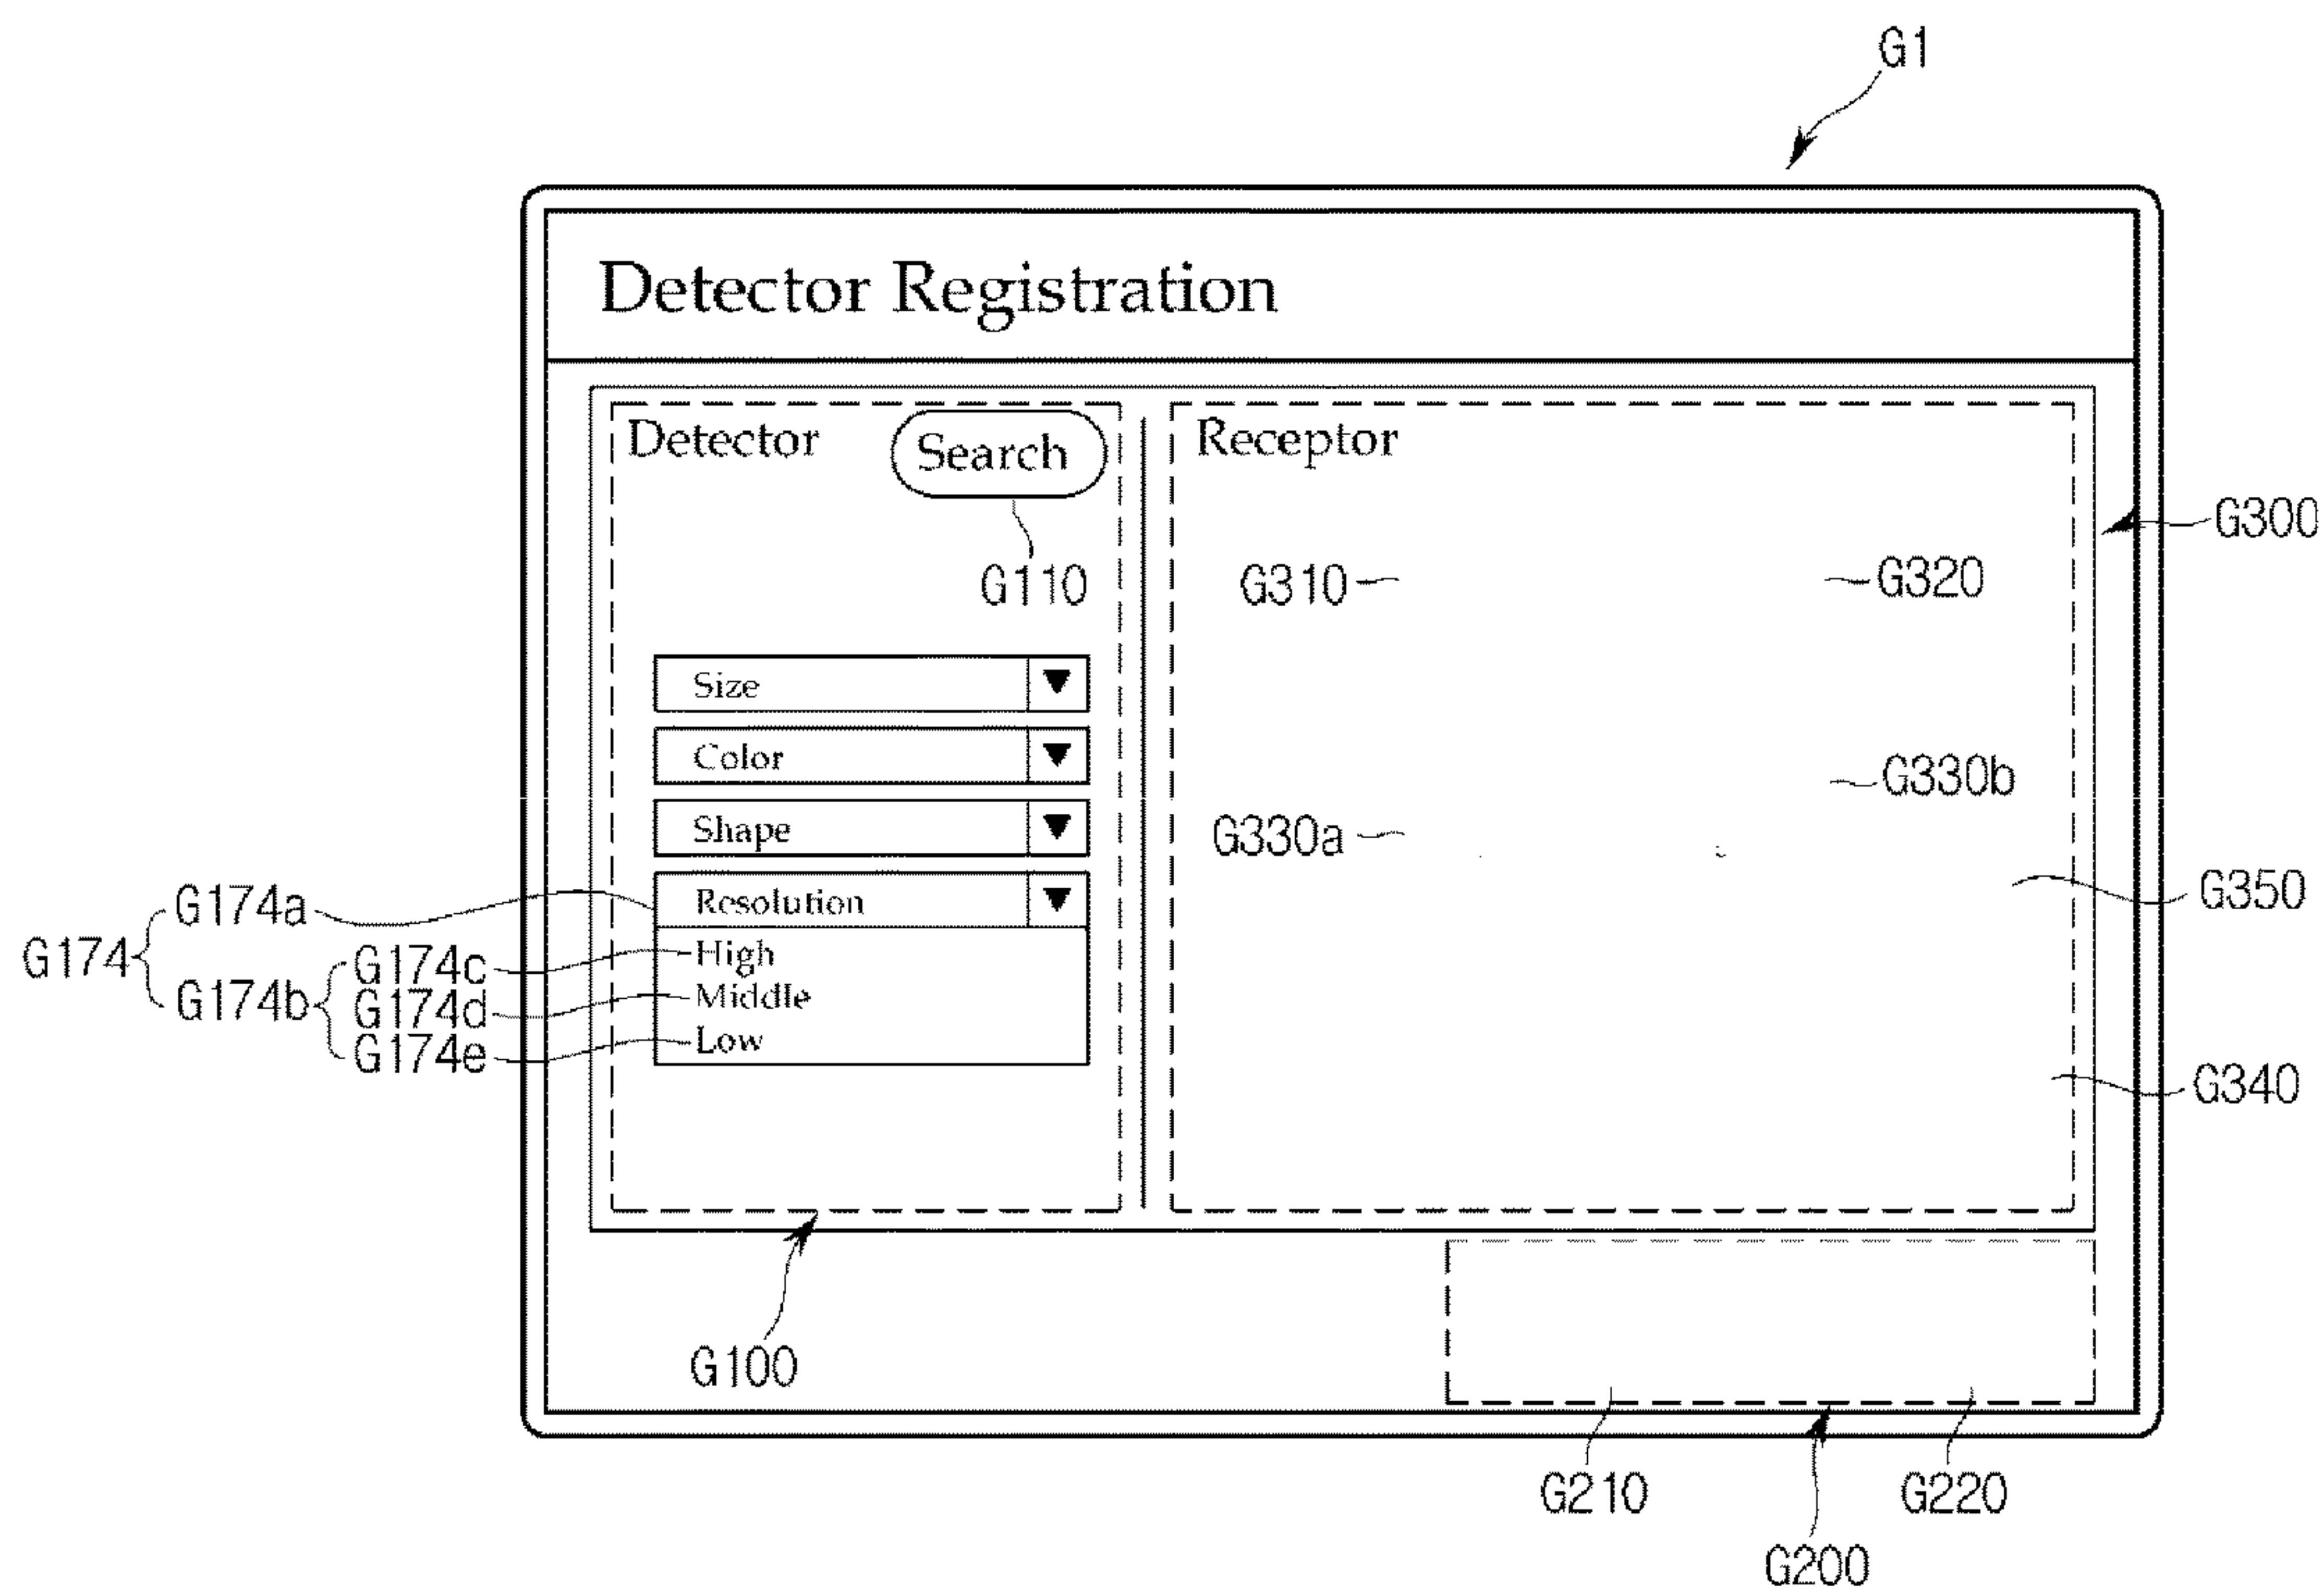 G1
Detector Registration
Detector
Search
Receptor
G300
G110
G310
G320
Size
Color
G330b
Shape
G330a
G350
G174a
Resolution
G174
G174c
High
G174b
G174d
Middle
G174e
Low
G340
G100
G210
G220
G200